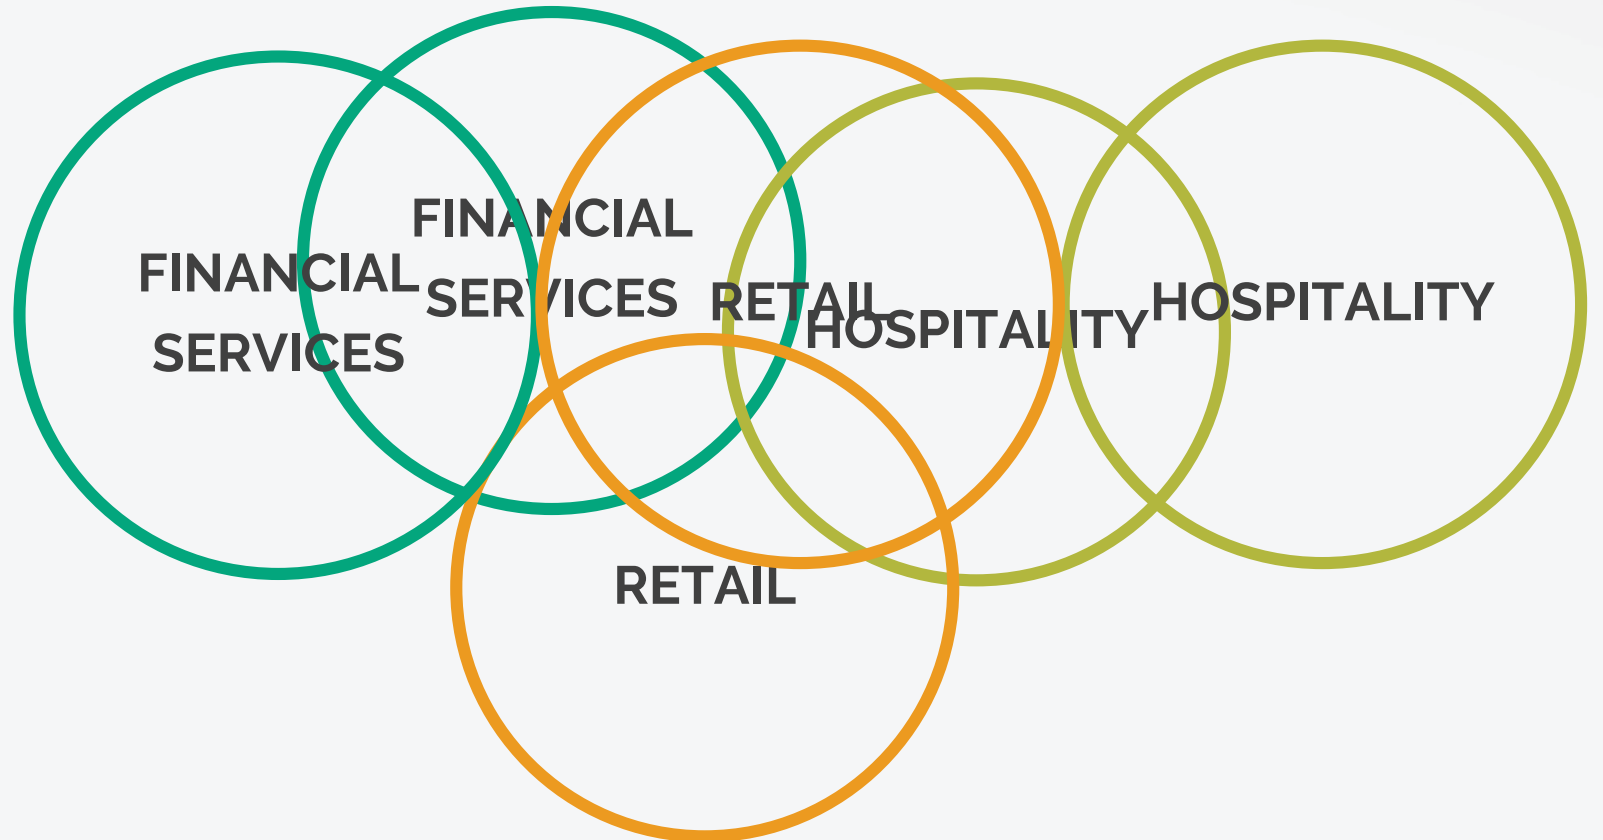 FINANCIAL
SERVICES
FINANCIAL
SERVICES
RETAIL
HOSPITALITY
HOSPITALITY
RETAIL